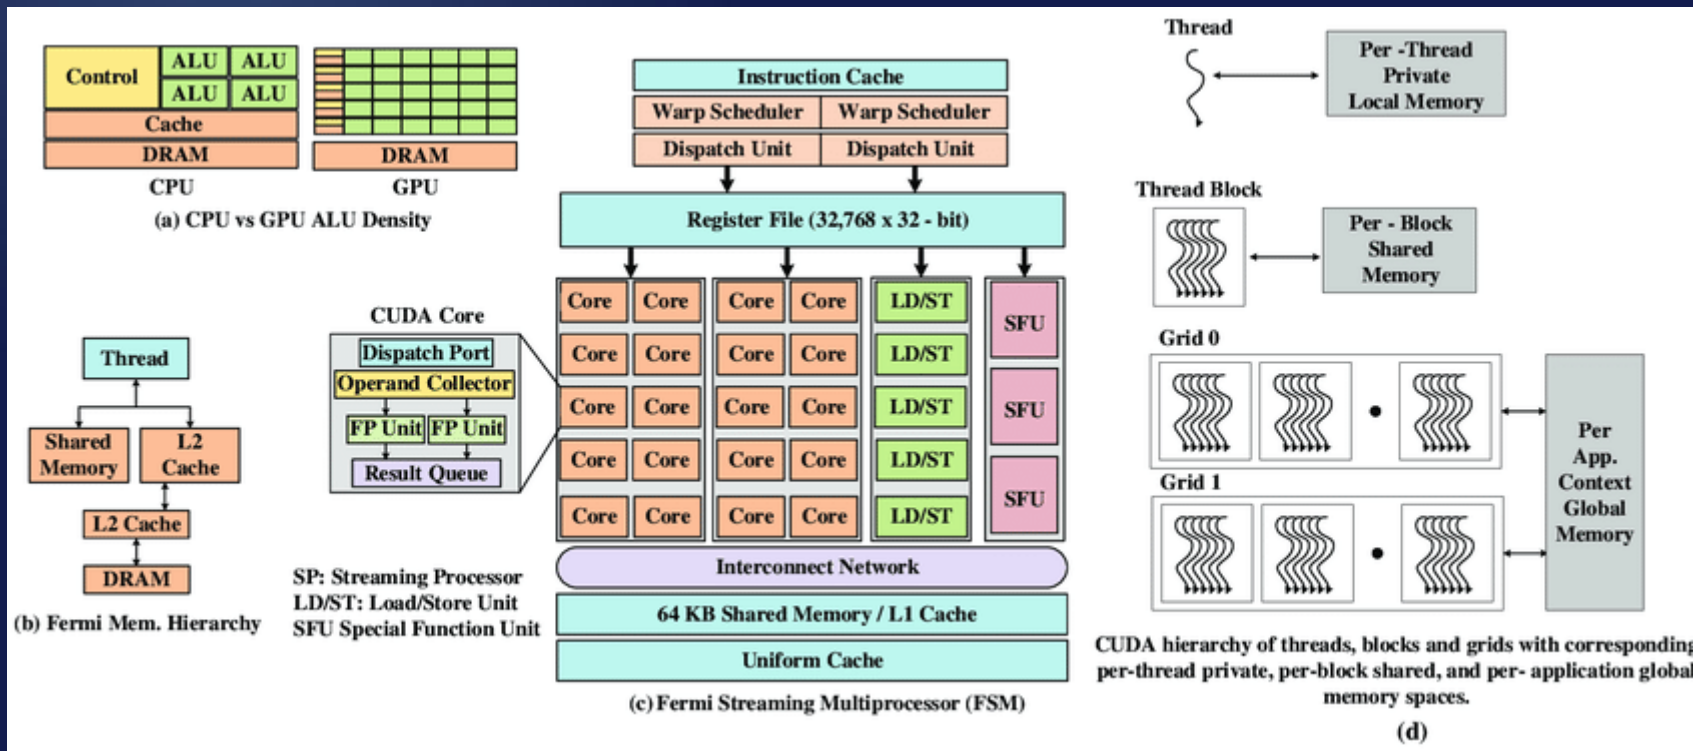 Control
ALU
ALU
ALU
ALU
Cache
DRAM
CPU
DRAM
GPU
(a) CPU vs GPU ALU Density
Thread
Shared
Memory
L2
Cache
L2 Cache
DRAM
(b) Fermi Mem. Hierarchy
Instruction Cache
Warp Scheduler
Warp Scheduler
Dispatch Unit
Dispatch Unit
Register File (32,768 x 32 - bit)
Core
Core
Core
Core
LD/ST
SFU
Core
Core
Core
Core
LD/ST
Core
Core
Core
Core
LD/ST
SFU
Core
Core
Core
Core
LD/ST
Core
Core
Core
Core
LD/ST
SFU
CUDA Core
Dispatch Port
Operand Collector
FP Unit
FP Unit
Result Queue
SP: Streaming Processor
LD/ST: Load/Store Unit
SFU Special Function Unit
Interconnect Network
64 KB Shared Memory / L1 Cache
Uniform Cache
(c) Fermi Streaming Multiprocessor (FSM)
Thread
Per -Thread
Private
Local Memory
Thread Block
Per - Block
Shared
Memory
Grid 0
Grid 1
Per
App.
Context
Global
Memory
CUDA hierarchy of threads, blocks and grids with corresponding
per-thread private, per-block shared, and per- application global
memory spaces.
(d)